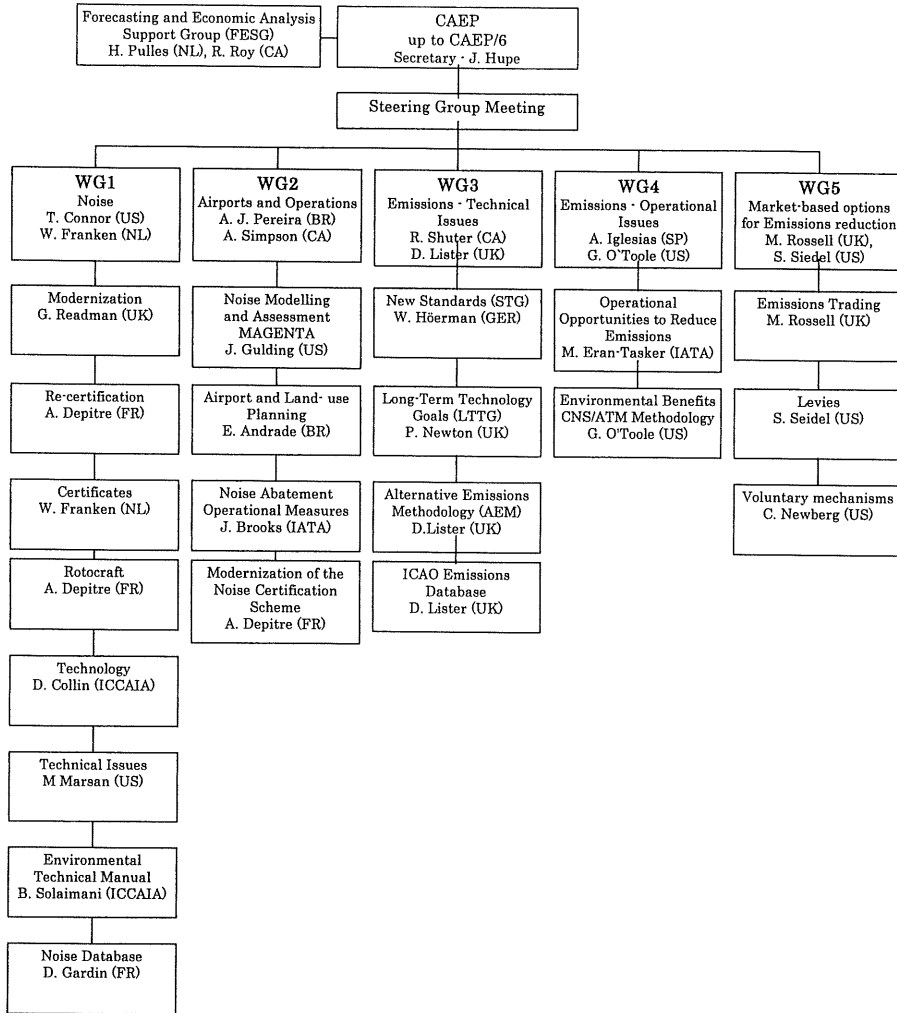 Forecasting and Economic Analysis
Support Group (FESG)
H. Pulles (NL), R. Roy (CA)
CAEP
up to CAEP/6
Secretary - J. Hupe
Steering Group Meeting
WG1
Noise
T. Connor (US)
W. Franken (NL)
Modernization
G. Readman (UK)
Re-certification
A. Depitre (FR)
Certificates
W. Franken (NL)
Rotocraft
A. Depitre (FR)
Technology
D. Collin (ICCAIA)
Technical Issues
M Marsan (US)
Environmental
Technical Manual
B. Solaimani (ICCAIA)
Noise Database
D. Gardin (FR)
WG2
Airports and Operations
A. J. Pereira (BR)
A. Simpson (CA)
Noise Modelling
and Assessment
MAGENTA
J. Gulding (US)
Airport and Land- use
Planning
E. Andrade (BR)
Noise Abatement
Operational Measures
J. Brooks (IATA)
Modernization of the
Noise Certification
Scheme
A. Depitre (FR)
WG3
Emissions - Technical
Issues
R. Shuter (CA)
D. Lister (UK)
New Standards (STG)
W. Höerman (GER)
Long-Term Technology
Goals (LTTG)
P. Newton (UK)
Alternative Emissions
Methodology (AEM)
D.Lister (UK)
ICAO Emissions
Database
D. Lister (UK)
WG4
Emissions - Operational
Issues
A. Iglesias (SP)
G. O`Toole (US)
Operational
Opportunities to Reduce
Emissions
M. Eran-Tasker (IATA)
Environmental Benefits
CNS/ATM Methodology
G. O'Toole (US)
WG5
Market-based options
for Emissions reduction
M. Rossell (UK),
S. Siedel (US)
Emissions Trading
M. Rossell (UK)
Levies
S. Seidel (US)
Voluntary mechanisms
C. Newberg (US)